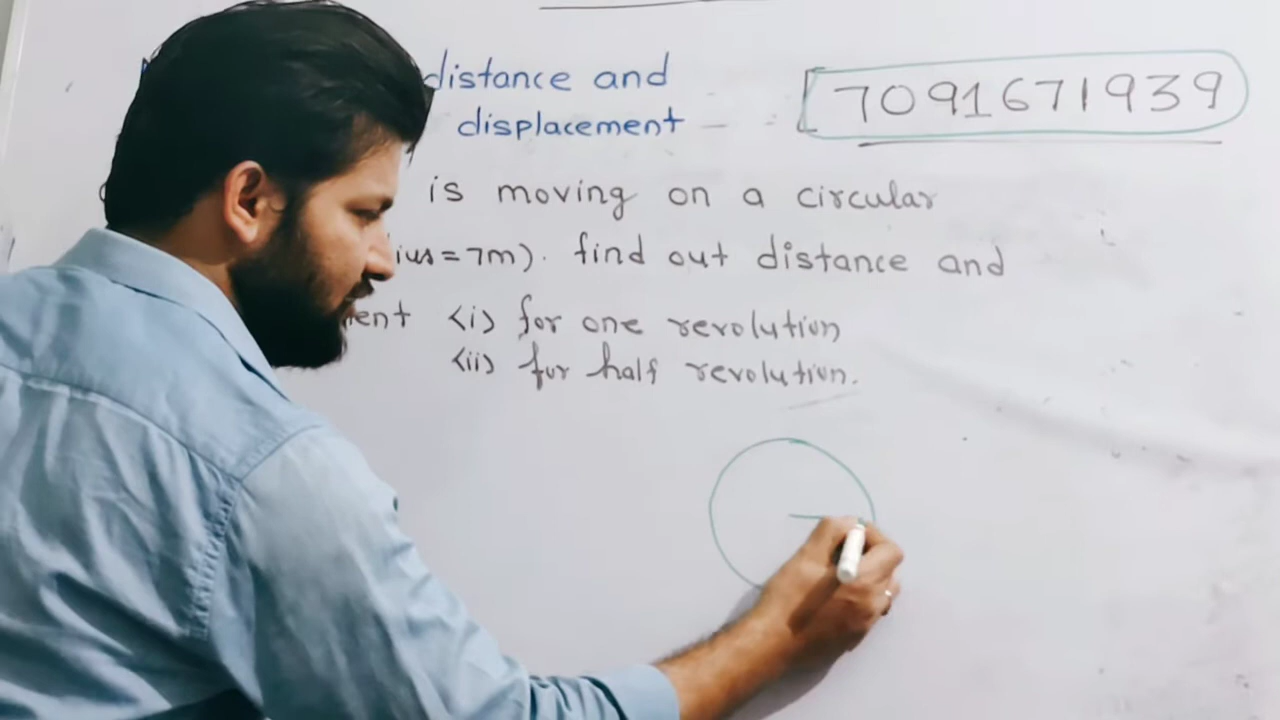 distance and
displacement
7091671939
is moving on a circular
ius=7m). find out distance and
ent <i> for one revolution
<ii> for half revolution.